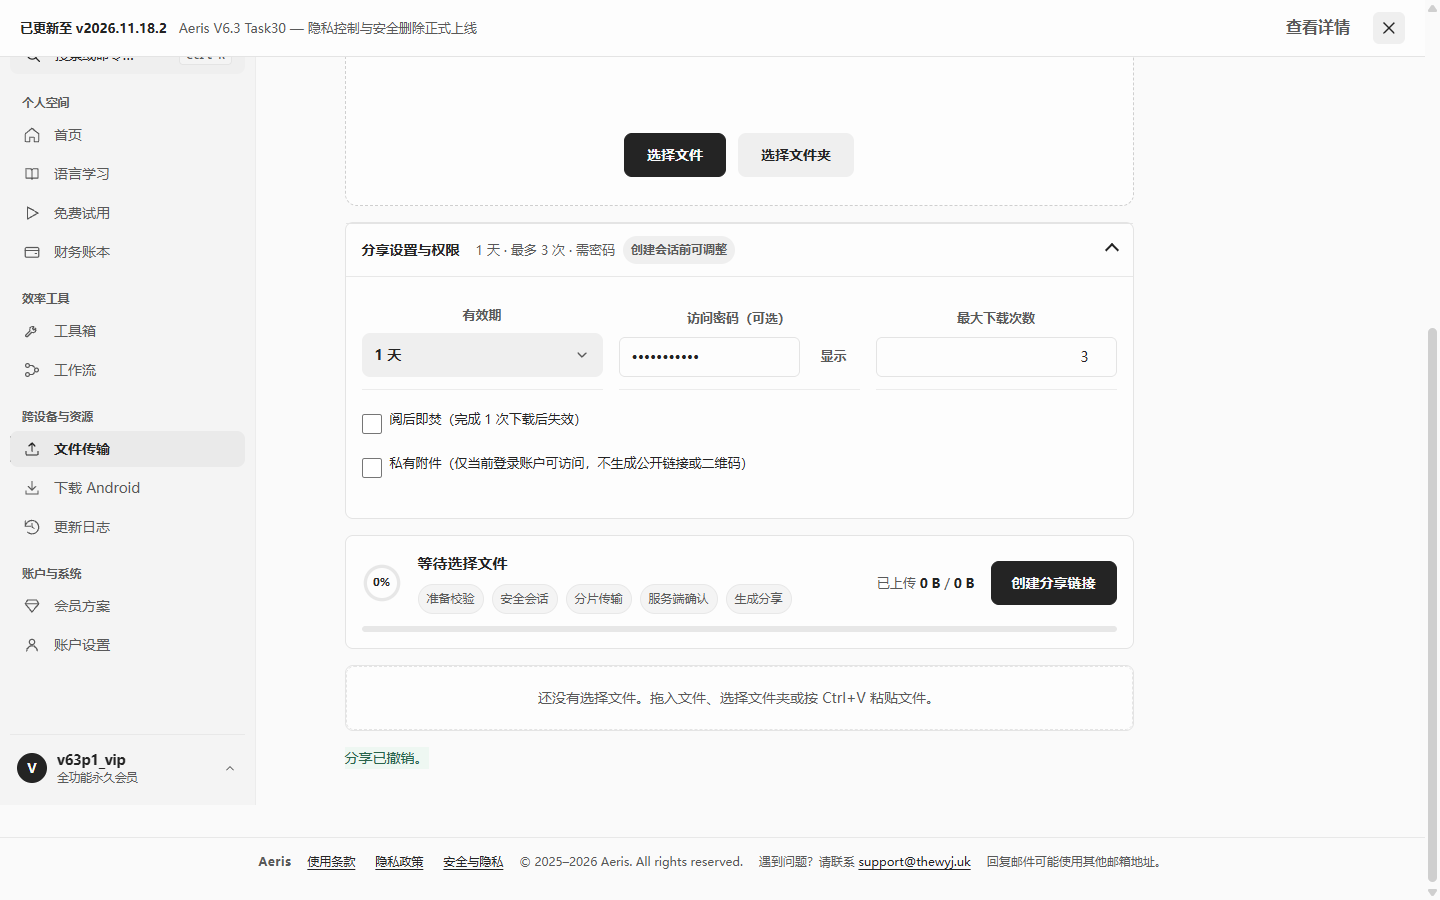 已更新至 v2026.11.18.2 Aeris V6.3 Task30 — 隐私控制与安全删除正式上线
查看详情
个人空间
首页
语言学习
免费试用
财务账本
效率工具
工具箱
工作流
跨设备与资源
文件传输
下载 Android
更新日志
账户与系统
会员方案
账户设置
V
v63p1_vip
全功能永久会员
选择文件 选择文件夹
分享设置与权限 1 天 · 最多 3 次 · 需密码 创建会话前可调整
有效期 访问密码（可选） 最大下载次数
1 天 ••••••••••• 显示 3
阅后即焚（完成 1 次下载后失效）
私有附件（仅当前登录账户可访问，不生成公开链接或二维码）
0%
等待选择文件
准备校验 安全会话 分片传输 服务端确认 生成分享
已上传 0 B / 0 B 创建分享链接
还没有选择文件。拖入文件、选择文件夹或按 Ctrl+V 粘贴文件。
分享已撤销。
Aeris 使用条款 隐私政策 安全与隐私 © 2025–2026 Aeris. All rights reserved. 遇到问题？请联系 support@thewyj.uk 回复邮件可能使用其他邮箱地址。